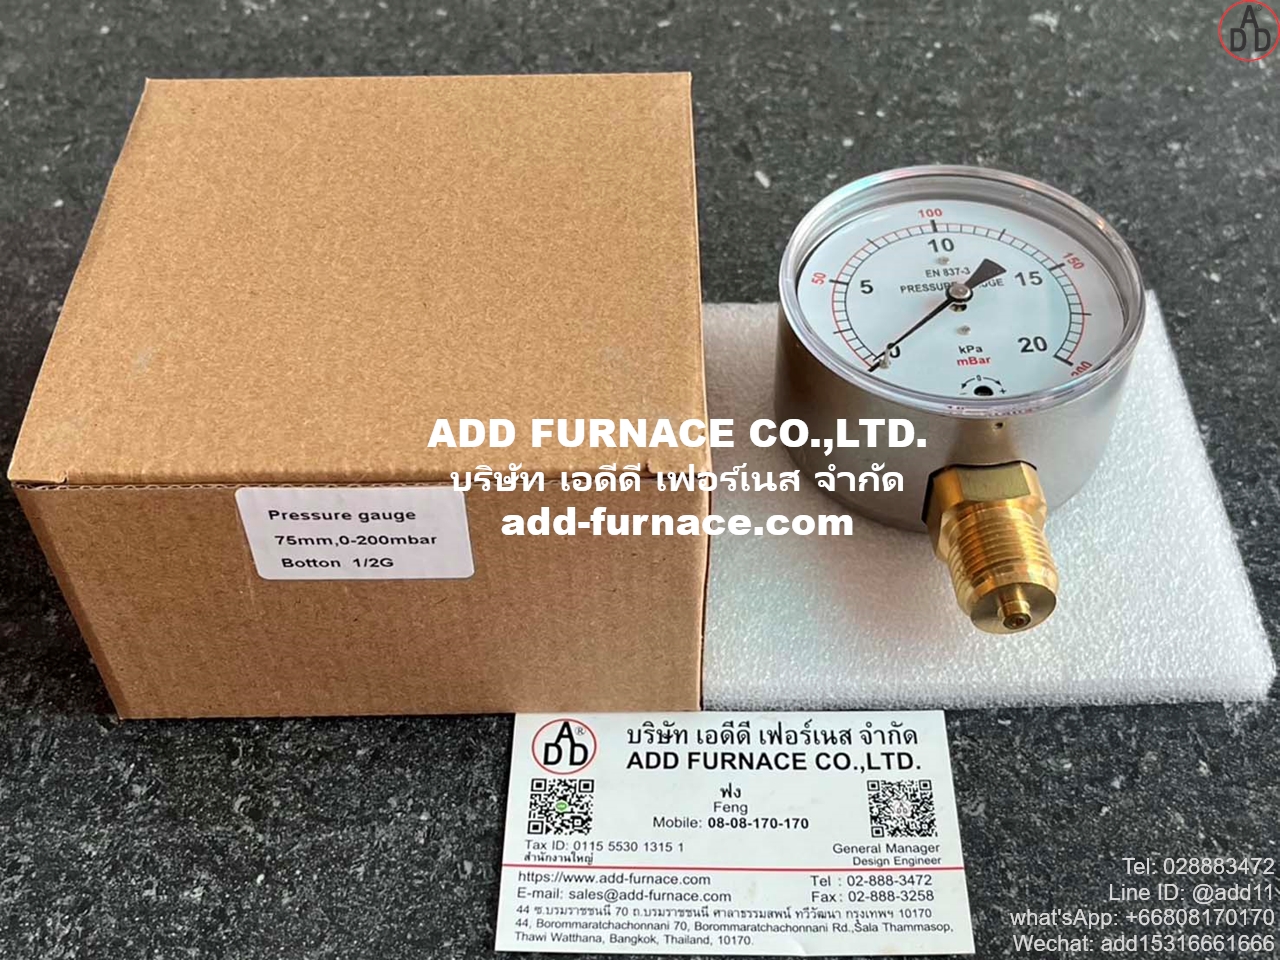 ADD
100
50
150
10
5
15
EN 837-3
PRESSURE
0
kPa
20
mBar
200
- 0 +
ADD FURNACE CO.,LTD.
บริษัท เอดีดี เฟอร์เนส จำกัด
add-furnace.com
Pressure gauge
75mm,0-200mbar
Botton 1/2G
ADD®
บริษัท เอดีดี เฟอร์เนส จำกัด
ADD FURNACE CO.,LTD.
ฟง
Feng
Mobile: 08-08-170-170
Tax ID: 0115 5530 1315 1
สำนักงานใหญ่
General Manager
Design Engineer
https://www.add-furnace.com
Tel : 02-888-3472
E-mail: sales@add-furnace.com
Fax : 02-888-3258
44 ซ.บรมราชชนนี 70 ถ.บรมราชชนนี ศาลาธรรมสพน์ ทวีวัฒนา กรุงเทพฯ 10170
44, Borommaratchachonnani 70, Borommaratchachonnani Rd.,Sala Thammasop,
Thawi Watthana, Bangkok, Thailand, 10170.
Tel: 028883472
Line ID: @add11
what'sApp: +66808170170
Wechat: add15316661666